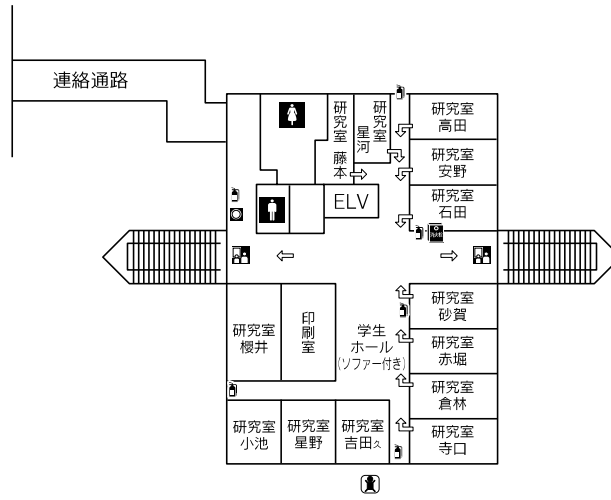 連絡通路
研究室
藤本
研究室
星河
研究室
高田
研究室
安野
研究室
石田
ELV
研究室
櫻井
印刷室
学生
ホール
(ソファー付き)
研究室
砂賀
研究室
赤堀
研究室
倉林
研究室
寺口
研究室
小池
研究室
星野
研究室
吉田久